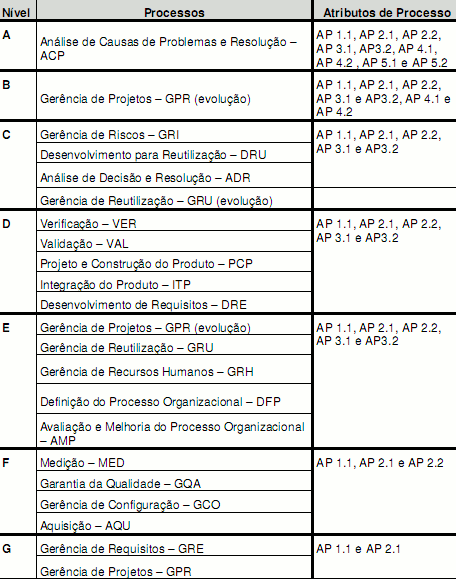 Nível Processos Atributos de Processo
A Análise de Causas de Problemas e Resolução –
ACP
AP 1.1, AP 2.1, AP 2.2,
AP 3.1, AP3.2, AP 4.1,
AP 4.2 , AP 5.1 e AP 5.2
B Gerência de Projetos – GPR (evolução)
AP 1.1, AP 2.1, AP 2.2,
AP 3.1 e AP3.2, AP 4.1 e
AP 4.2
C Gerência de Riscos – GRI
Desenvolvimento para Reutilização – DRU
Análise de Decisão e Resolução – ADR
Gerência de Reutilização – GRU (evolução)
AP 1.1, AP 2.1, AP 2.2,
AP 3.1 e AP3.2
D Verificação – VER
Validação – VAL
Projeto e Construção do Produto – PCP
Integração do Produto – ITP
Desenvolvimento de Requisitos – DRE
AP 1.1, AP 2.1, AP 2.2,
AP 3.1 e AP3.2
E Gerência de Projetos – GPR (evolução)
Gerência de Reutilização – GRU
Gerência de Recursos Humanos – GRH
Definição do Processo Organizacional – DFP
Avaliação e Melhoria do Processo Organizacional
– AMP
AP 1.1, AP 2.1, AP 2.2,
AP 3.1 e AP3.2
F Medição – MED
Garantia da Qualidade – GQA
Gerência de Configuração – GCO
Aquisição – AQU
AP 1.1, AP 2.1 e AP 2.2
G Gerência de Requisitos – GRE
Gerência de Projetos – GPR
AP 1.1 e AP 2.1